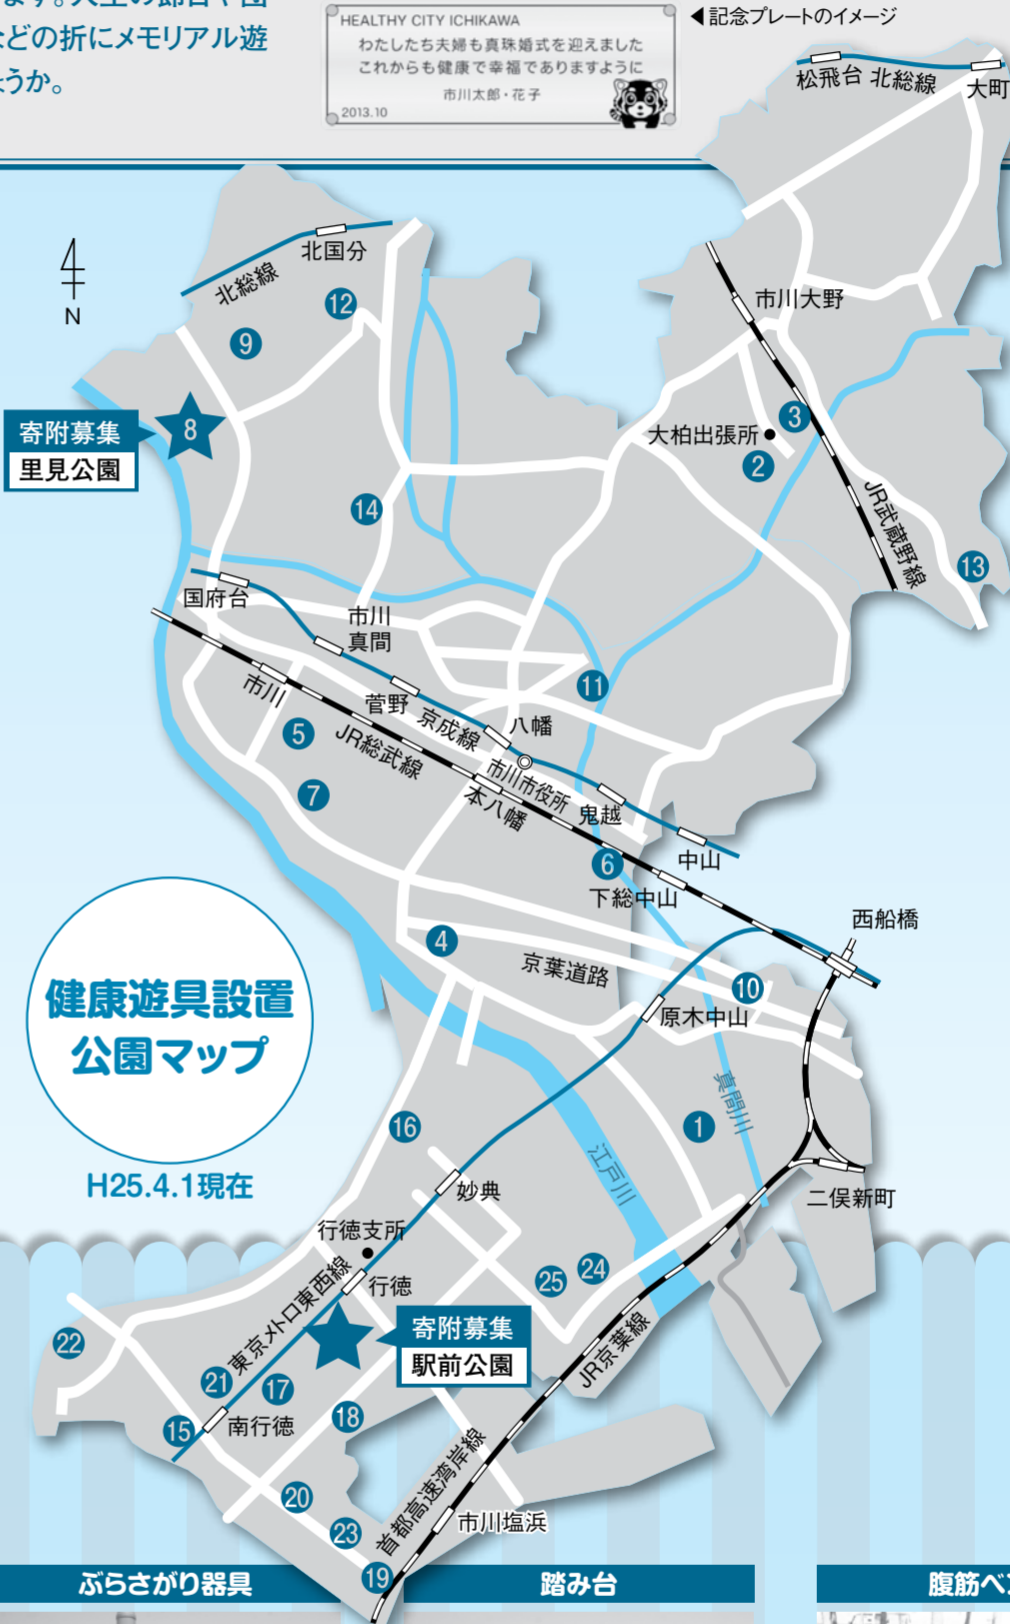 ます。人生の節目や団
などの折にメモリアル遊
ょうか。
HEALTHY CITY ICHIKAWA
わたしたち夫婦も真珠婚式を迎えました
これからも健康で幸福でありますように
市川太郎・花子
2013.10
◀記念プレートのイメージ
松飛台
北総線
大町
N
北国分
北総線
12
9
市川大野
寄附募集
里見公園
8
大柏出張所
3
2
14
JR武蔵野線
13
国府台
市川
真間
市川
菅野
京成線
八幡
11
5
JR総武線
市川市役所
本八幡
鬼越
7
中山
6
下総中山
西船橋
4
京葉道路
10
原木中山
健康遊具設置
公園マップ
H25.4.1現在
真間川
1
16
江戸川
妙典
二俣新町
行徳支所
行徳
25
24
東京メトロ東西線
寄附募集
駅前公園
JR京葉線
22
21
17
15
南行徳
18
首都高速湾岸線
20
23
市川塩浜
19
ぶらさがり器具
踏み台
腹筋ベ